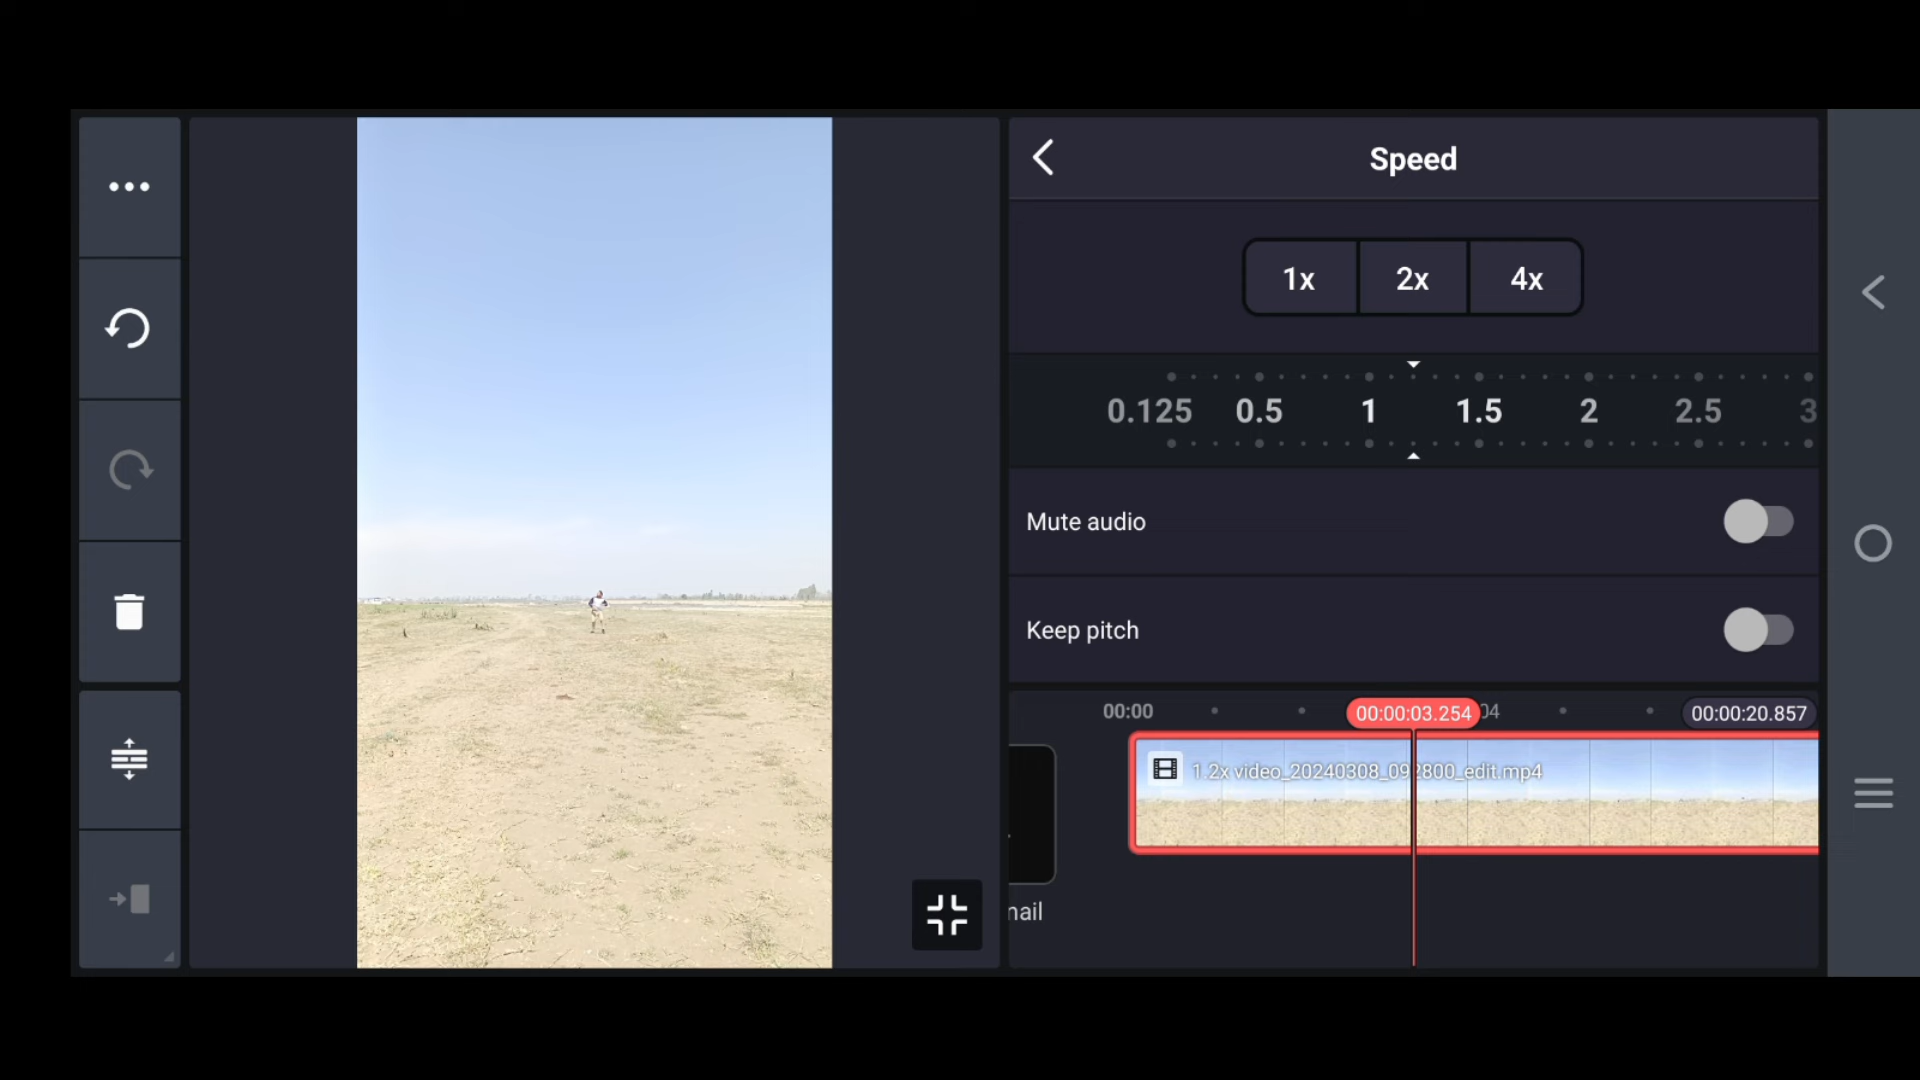 Speed
1x 2x 4x
0.125 0.5 1 1.5 2 2.5 3
Mute audio
Keep pitch
00:00 00:00:03.254 04 00:00:20.857
1.2x video_20240308_092800_edit.mp4
nail